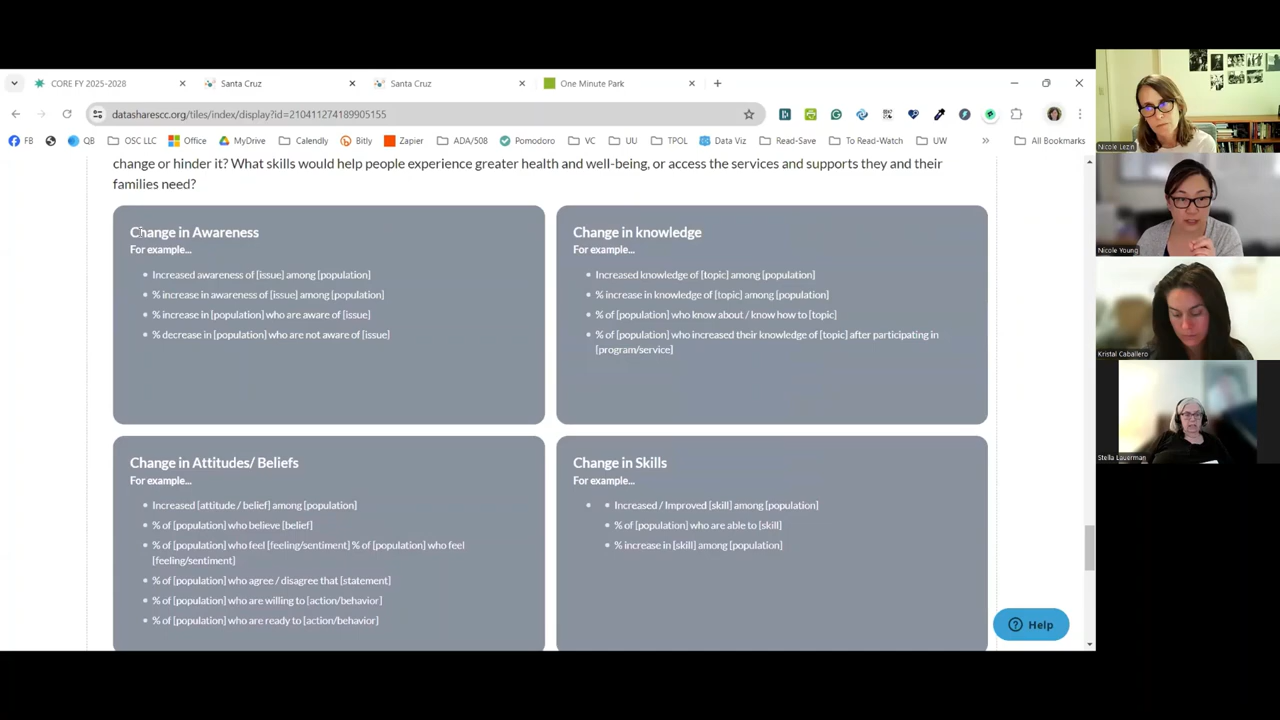 CORE FY 2025-2028
Santa Cruz
Santa Cruz
One Minute Park
datasharescc.org/tiles/index/display?id=210411274189905155
FB
QB
OSC LLC
Office
MyDrive
Calendly
Bitly
Zapier
ADA/508
Pomodoro
VC
UU
TPOL
Data Viz
Read-Save
To Read-Watch
UW
All Bookmarks
change or hinder it? What skills would help people experience greater health and well-being, or access the services and supports they and their
families need?
Change in Awareness
For example...
Increased awareness of [issue] among [population]
% increase in awareness of [issue] among [population]
% increase in [population] who are aware of [issue]
% decrease in [population] who are not aware of [issue]
Change in knowledge
For example...
Increased knowledge of [topic] among [population]
% increase in knowledge of [topic] among [population]
% of [population] who know about / know how to [topic]
% of [population] who increased their knowledge of [topic] after participating in
[program/service]
Change in Attitudes/ Beliefs
For example...
Increased [attitude / belief] among [population]
% of [population] who believe [belief]
% of [population] who feel [feeling/sentiment] % of [population] who feel
[feeling/sentiment]
% of [population] who agree / disagree that [statement]
% of [population] who are willing to [action/behavior]
% of [population] who are ready to [action/behavior]
Change in Skills
For example...
Increased / Improved [skill] among [population]
% of [population] who are able to [skill]
% increase in [skill] among [population]
Help
Nicole Lezin
Nicole Young
Kristal Caballero
Stella Lauerman